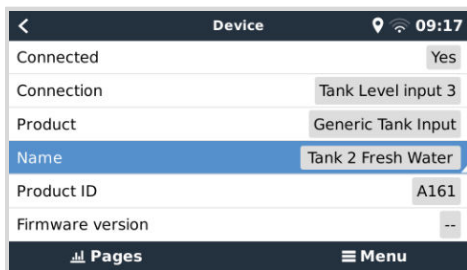 Device 09:17
Connected Yes
Connection Tank Level input 3
Product Generic Tank Input
Name Tank 2 Fresh Water
Product ID A161
Firmware version --
Pages Menu